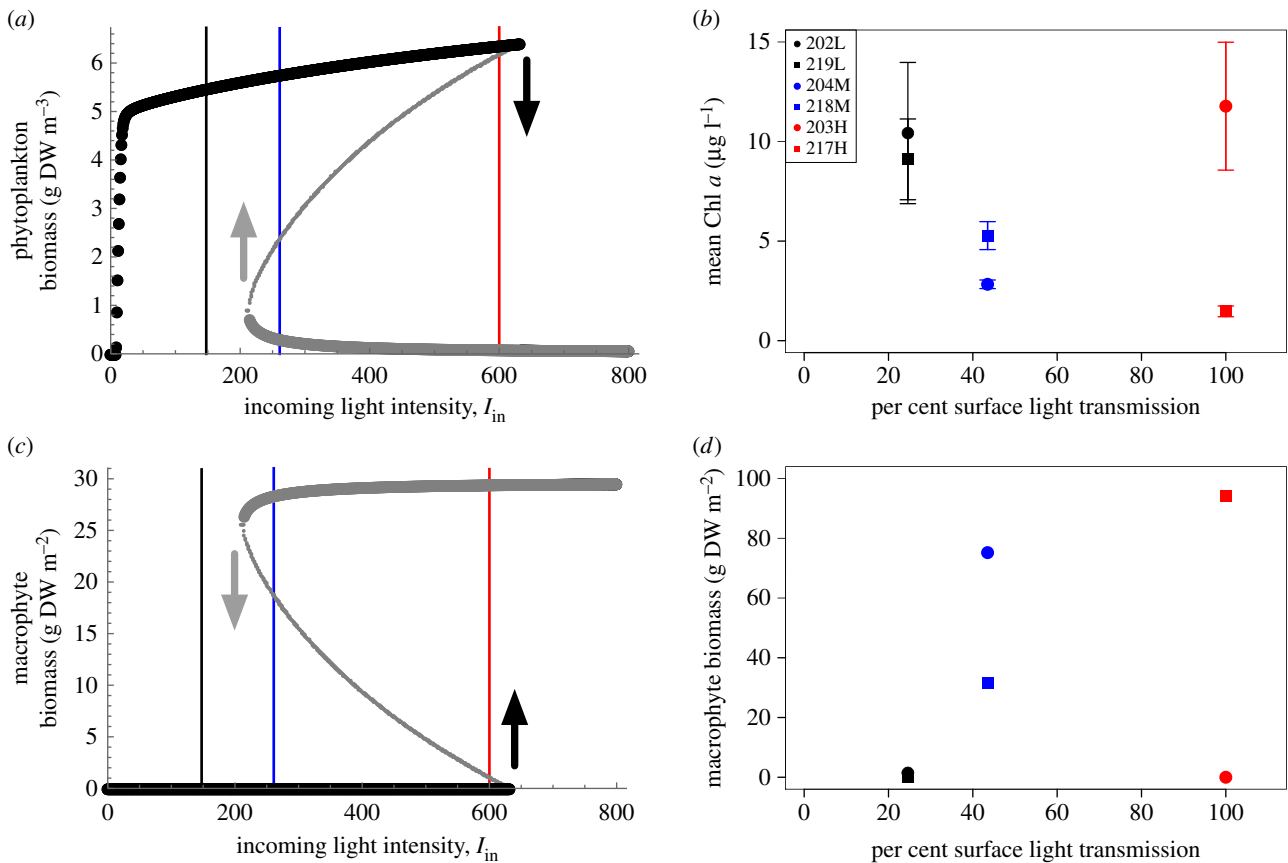 (a)
phytoplankton
biomass (g DW m−3)
6
5
4
3
2
1
0
0 200 400 600 800
incoming light intensity, Iin
(b)
mean Chl a (µg l−1)
15
10
5
0
202L
219L
204M
218M
203H
217H
0 20 40 60 80 100
per cent surface light transmission
(c)
macrophyte
biomass (g DW m−2)
30
25
20
15
10
5
0
0 200 400 600 800
incoming light intensity, Iin
(d)
macrophyte biomass (g DW m−2)
100
80
60
40
20
0
0 20 40 60 80 100
per cent surface light transmission